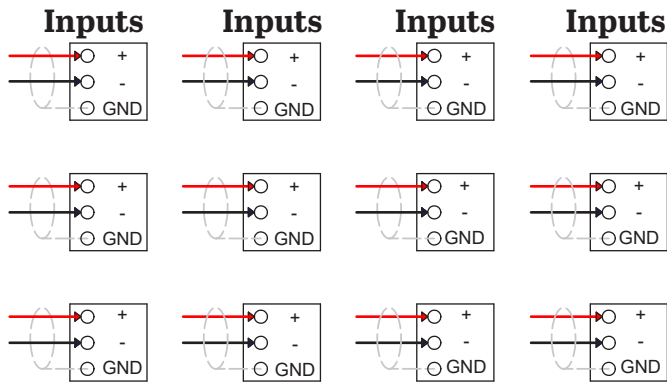 Inputs Inputs Inputs Inputs
+ + + +
- - - -
GND GND GND GND
+ + + +
- - - -
GND GND GND GND
+ + + +
- - - -
GND GND GND GND